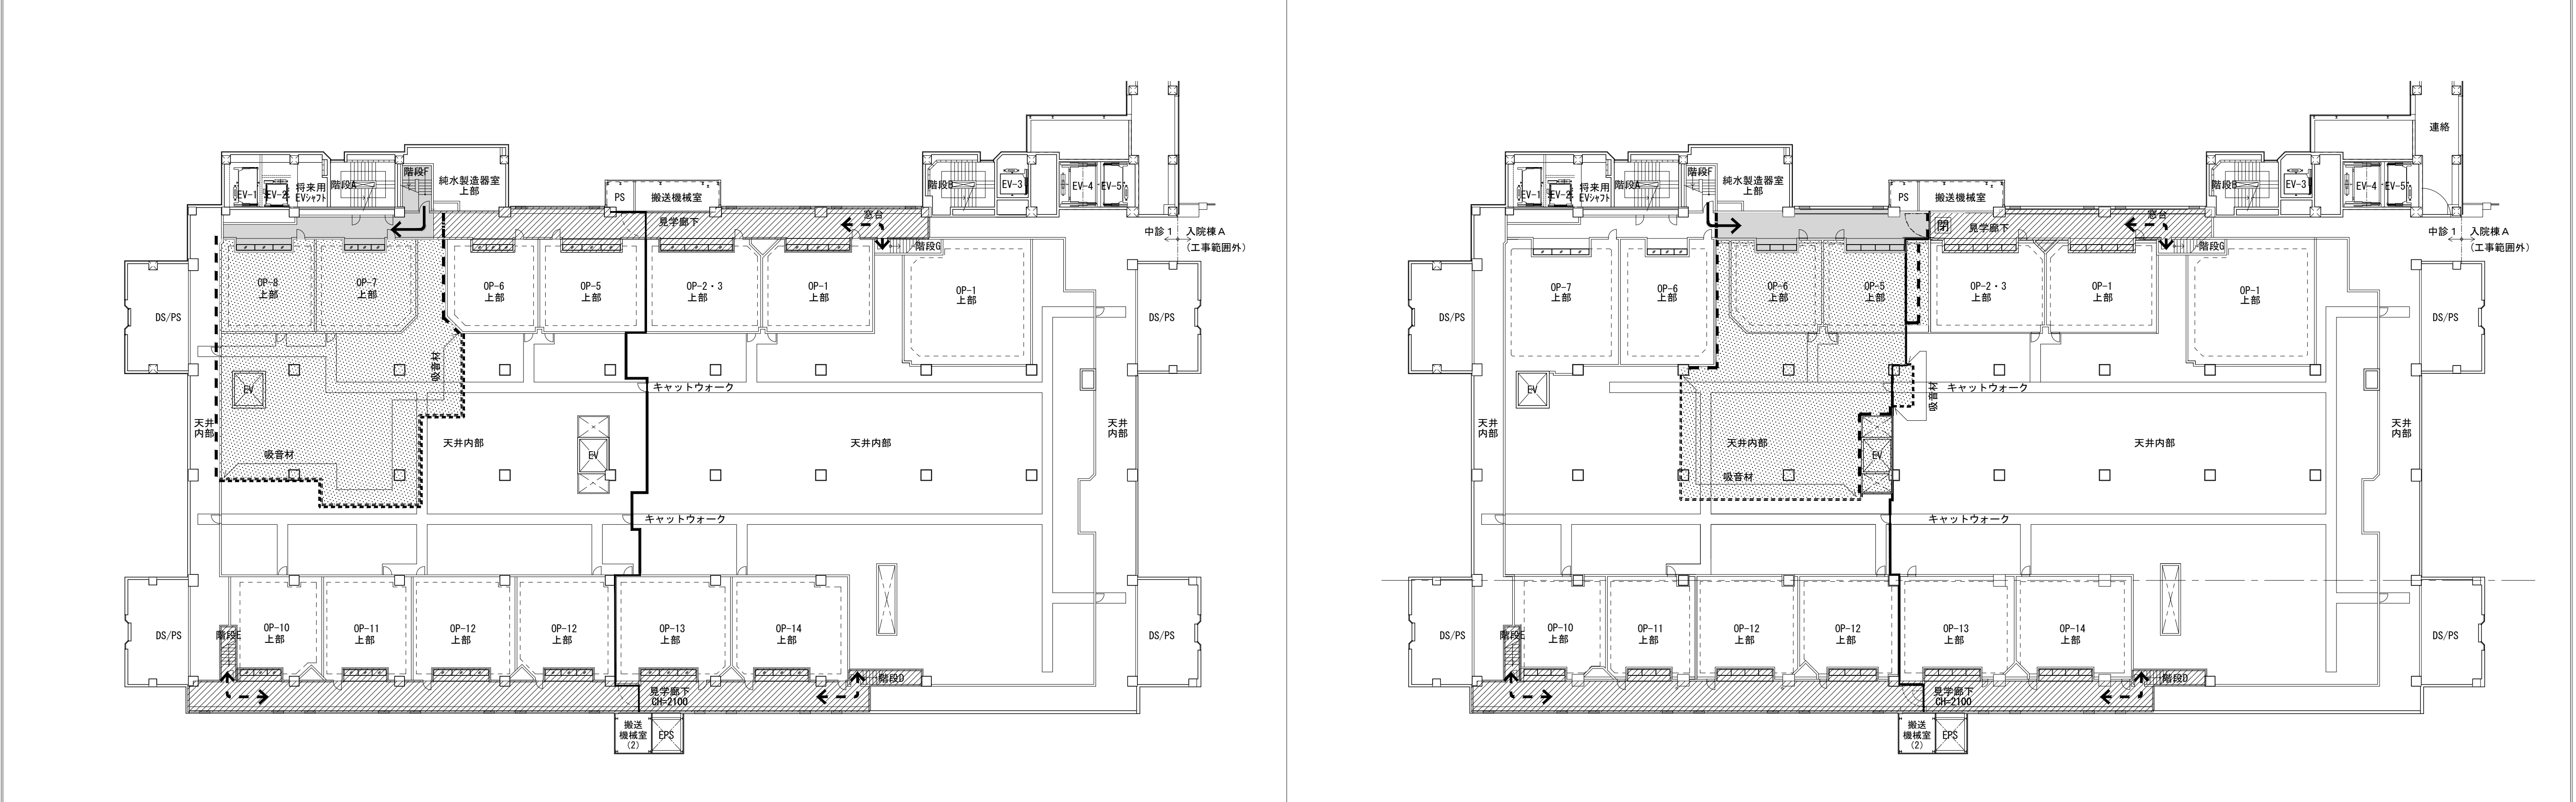 EV-1
EV-2
将来用
EVシャフト
階段A
階段F
純水製造器室
上部
PS
搬送機械室
階段B
EV-3
EV-4
EV-5
見学廊下
窓台
階段G
中診1
入院棟A
(工事範囲外)
OP-8
上部
OP-7
上部
OP-6
上部
OP-5
上部
OP-2・3
上部
OP-1
上部
OP-1
上部
DS/PS
DS/PS
吸音材
EV
キャットウォーク
天井
内部
吸音材
天井内部
EV
天井内部
天井
内部
キャットウォーク
DS/PS
階段E
OP-10
上部
OP-11
上部
OP-12
上部
OP-12
上部
OP-13
上部
OP-14
上部
DS/PS
階段D
見学廊下
CH=2100
搬送
機械室
(2)
EPS
連絡
EV-1
EV-2
将来用
EVシャフト
階段A
階段F
純水製造器室
上部
PS
搬送機械室
階段B
EV-3
EV-4
EV-5
閉
見学廊下
窓台
階段G
中診1
入院棟A
(工事範囲外)
OP-7
上部
OP-6
上部
OP-6
上部
OP-5
上部
OP-2・3
上部
OP-1
上部
OP-1
上部
DS/PS
DS/PS
EV
吸音材
キャットウォーク
天井
内部
天井内部
EV
天井内部
天井
内部
吸音材
キャットウォーク
DS/PS
階段E
OP-10
上部
OP-11
上部
OP-12
上部
OP-12
上部
OP-13
上部
OP-14
上部
DS/PS
階段D
見学廊下
CH=2100
搬送
機械室
(2)
EPS